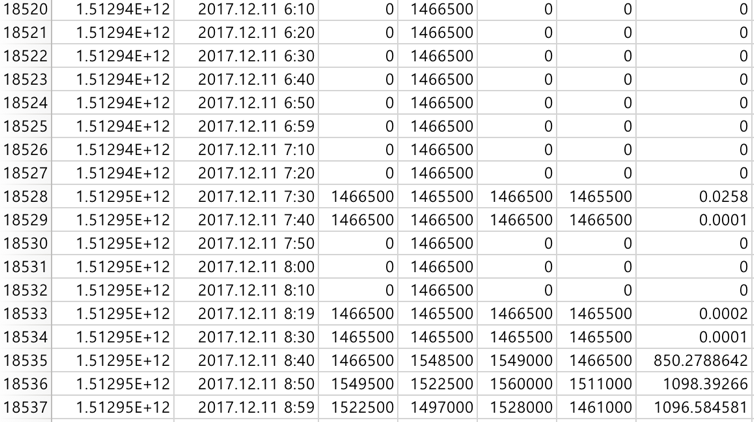 18520 1.51294E+12 2017.12.11 6:10 0 1466500 0 0 0
18521 1.51294E+12 2017.12.11 6:20 0 1466500 0 0 0
18522 1.51294E+12 2017.12.11 6:30 0 1466500 0 0 0
18523 1.51294E+12 2017.12.11 6:40 0 1466500 0 0 0
18524 1.51294E+12 2017.12.11 6:50 0 1466500 0 0 0
18525 1.51294E+12 2017.12.11 6:59 0 1466500 0 0 0
18526 1.51294E+12 2017.12.11 7:10 0 1466500 0 0 0
18527 1.51294E+12 2017.12.11 7:20 0 1466500 0 0 0
18528 1.51295E+12 2017.12.11 7:30 1466500 1465500 1466500 1465500 0.0258
18529 1.51295E+12 2017.12.11 7:40 1466500 1466500 1466500 1466500 0.0001
18530 1.51295E+12 2017.12.11 7:50 0 1466500 0 0 0
18531 1.51295E+12 2017.12.11 8:00 0 1466500 0 0 0
18532 1.51295E+12 2017.12.11 8:10 0 1466500 0 0 0
18533 1.51295E+12 2017.12.11 8:19 1466500 1465500 1466500 1465500 0.0002
18534 1.51295E+12 2017.12.11 8:30 1465500 1465500 1465500 1465500 0.0001
18535 1.51295E+12 2017.12.11 8:40 1466500 1548500 1549000 1466500 850.2788642
18536 1.51295E+12 2017.12.11 8:50 1549500 1522500 1560000 1511000 1098.39266
18537 1.51295E+12 2017.12.11 8:59 1522500 1497000 1528000 1461000 1096.584581